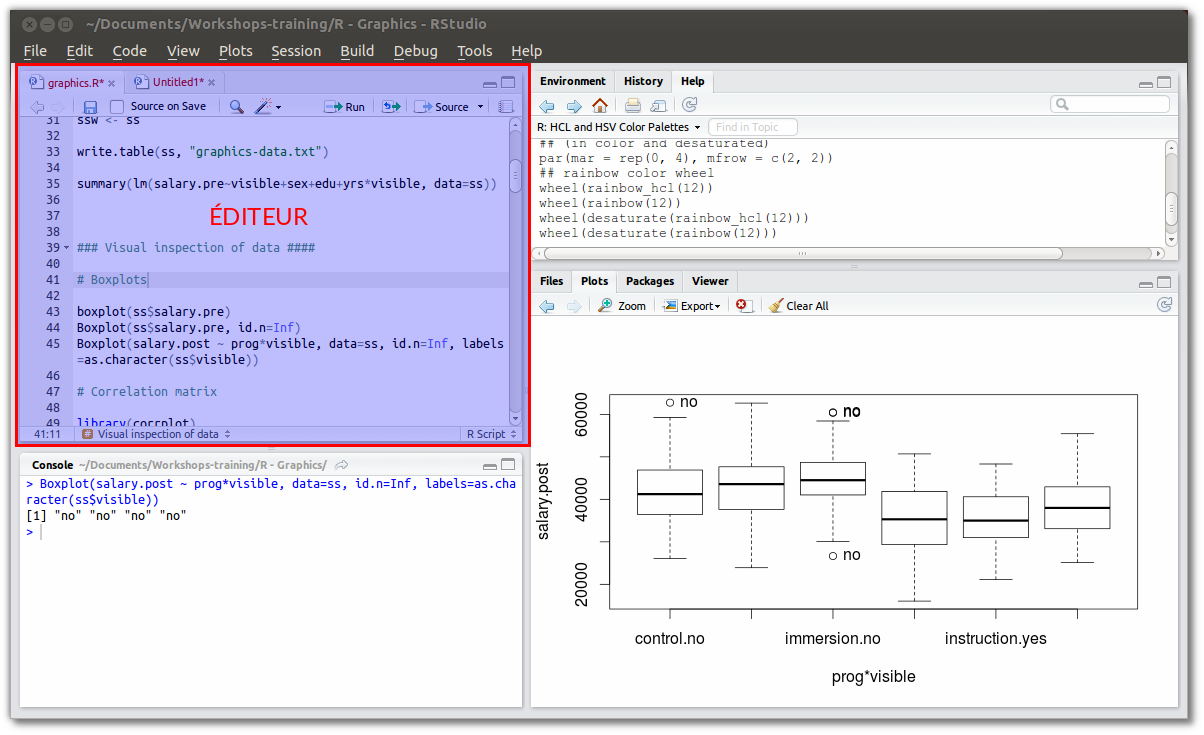 ~/Documents/Workshops-training/R - Graphics - RStudio
File Edit Code View Plots Session Build Debug Tools Help
graphics.R* Untitled1*
Source on Save Run Source
31 ssw <- ss
32
33 write.table(ss, "graphics-data.txt")
34
35 summary(lm(salary.pre~visible+sex+edu+yrs*visible, data=ss))
36
37
ÉDITEUR
38
39 ### Visual inspection of data ####
40
41 # Boxplots
42
43 boxplot(ss$salary.pre)
44 Boxplot(ss$salary.pre, id.n=Inf)
45 Boxplot(salary.post ~ prog*visible, data=ss, id.n=Inf, labels
=as.character(ss$visible))
46
47 # Correlation matrix
48
49 library(corrplot)
41:11 # Visual inspection of data R Script
Console ~/Documents/Workshops-training/R - Graphics/
> Boxplot(salary.post ~ prog*visible, data=ss, id.n=Inf, labels=as.cha
racter(ss$visible))
[1] "no" "no" "no" "no"
>
Environment History Help
R: HCL and HSV Color Palettes Find in Topic
## (in color and desaturated)
par(mar = rep(0, 4), mfrow = c(2, 2))
## rainbow color wheel
wheel(rainbow_hcl(12))
wheel(rainbow(12))
wheel(desaturate(rainbow_hcl(12)))
wheel(desaturate(rainbow(12)))
Files Plots Packages Viewer
Zoom Export Clear All
60000
40000
20000
salary.post
no
no
no
control.no immersion.no instruction.yes
prog*visible